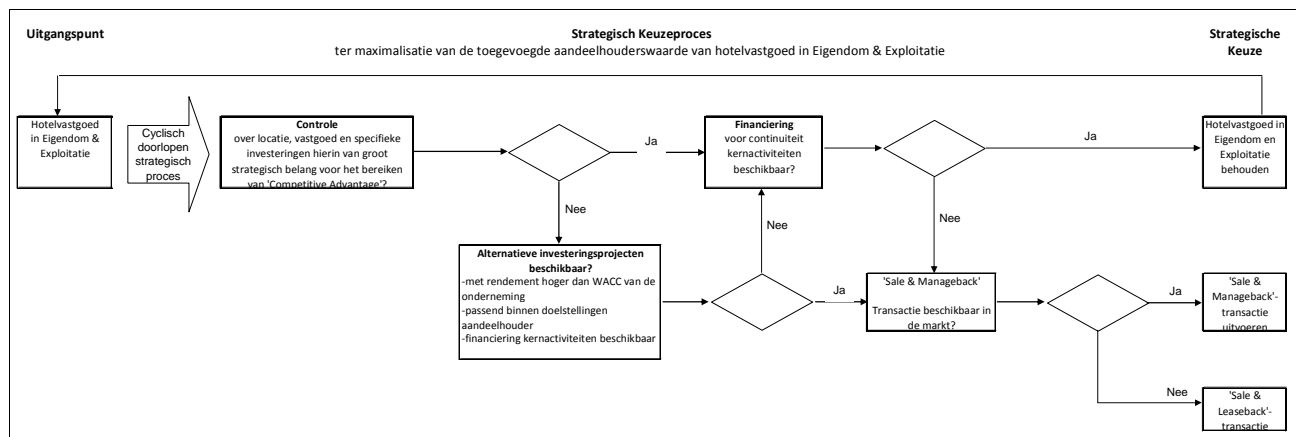 Uitgangspunt
Strategisch Keuzeproces
ter maximalisatie van de toegevoegde aandeelhouderswaarde van hotelvastgoed in Eigendom & Exploitatie
Strategische
Keuze
Hotelvastgoed
in Eigendom &
Exploitatie
Cyclisch
doorlopen
strategisch
proces
Controle
over locatie, vastgoed en specifieke
investeringen hierin van groot
strategisch belang voor het bereiken
van 'Competitive Advantage'?
Ja
Nee
Financiering
voor continuiteit
kernactiviteiten
beschikbaar?
Ja
Nee
Hotelvastgoed in
Eigendom en
Exploitatie
behouden
Alternatieve investeringsprojecten
beschikbaar?
-met rendement hoger dan WACC van de
onderneming
-passend binnen doelstellingen
aandeelhouder
-financiering kernactiviteiten beschikbaar
Nee
Ja
'Sale & Manageback'
Transactie beschikbaar in
de markt?
Ja
Nee
'Sale &
Manageback'-
transactie
uitvoeren
'Sale &
Leaseback'-
transactie